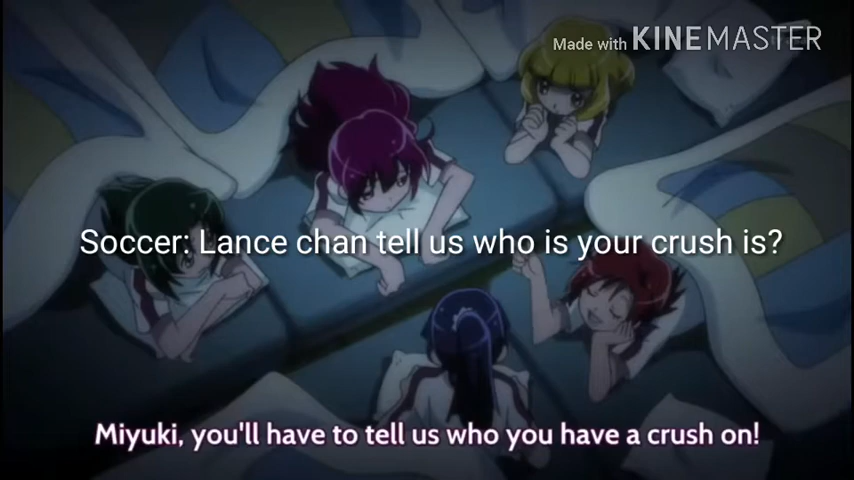 Made with KINEMASTER
Soccer: Lance chan tell us who is your crush is?
Miyuki, you'll have to tell us who you have a crush on!